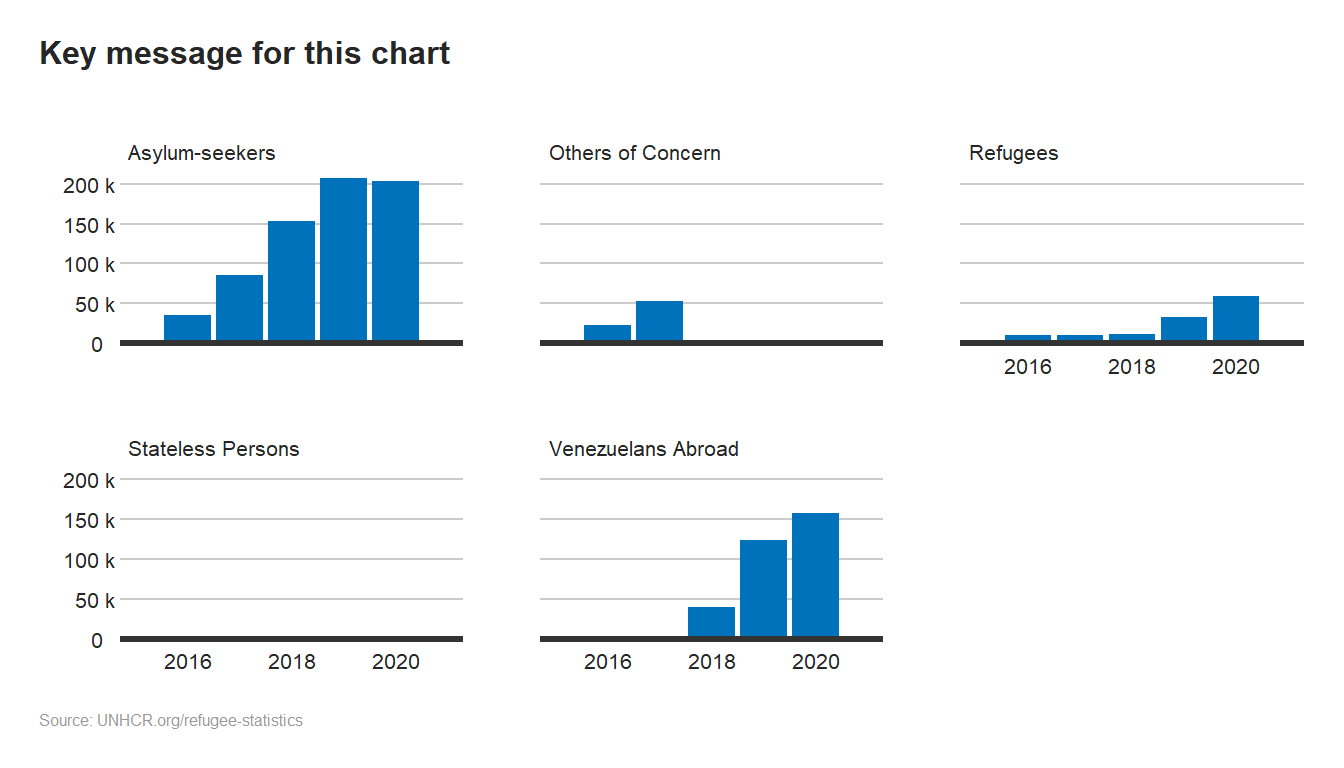 Key message for this chart
Asylum-seekers
Others of Concern
Refugees
200 k
150 k
100 k
50 k
0
2016 2018 2020
Stateless Persons
Venezuelans Abroad
200 k
150 k
100 k
50 k
0
2016 2018 2020
2016 2018 2020
Source: UNHCR.org/refugee-statistics